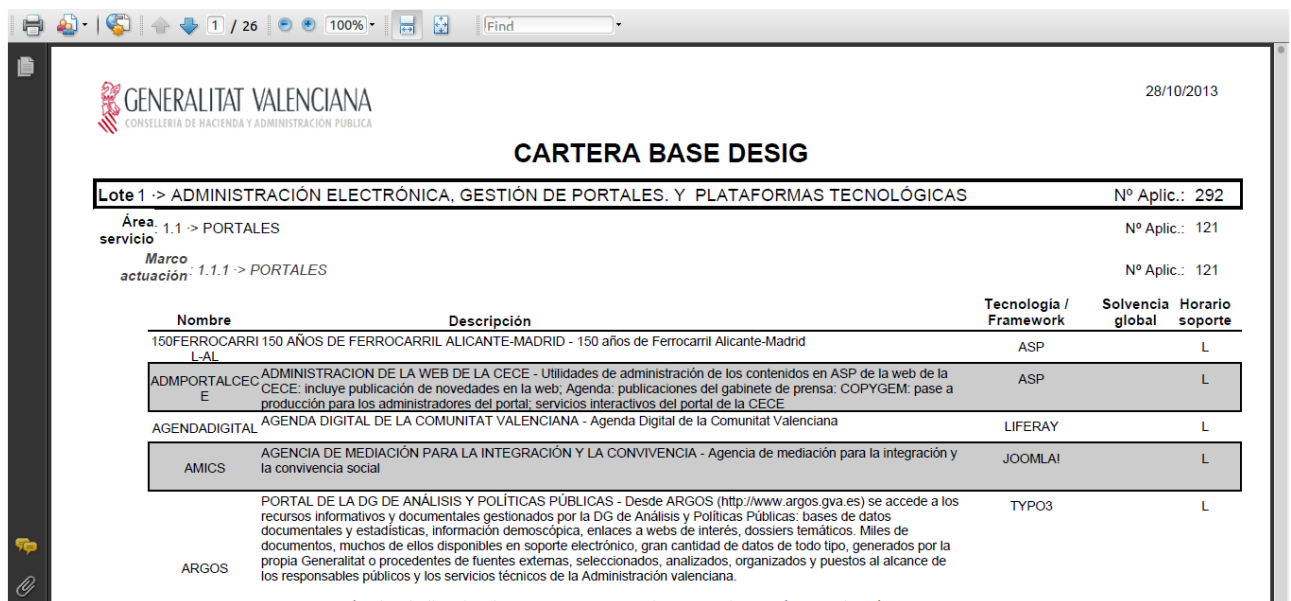 1 / 26 100% Find
GENERALITAT VALENCIANA
CONSELLERIA DE HACIENDA Y ADMINISTRACIÓN PÚBLICA
28/10/2013
CARTERA BASE DESIG
Lote 1 -> ADMINISTRACIÓN ELECTRÓNICA, GESTIÓN DE PORTALES. Y PLATAFORMAS TECNOLÓGICAS Nº Aplic.: 292
Área servicio: 1.1 -> PORTALES Nº Aplic.: 121
Marco actuación: 1.1.1 -> PORTALES Nº Aplic.: 121
Nombre Descripción Tecnología / Framework Solvencia global Horario soporte
150FERROCARRI 150 AÑOS DE FERROCARRIL ALICANTE-MADRID - 150 años de Ferrocarril Alicante-Madrid ASP L
L-AL
ADMPORTALCEC ADMINISTRACION DE LA WEB DE LA CECE - Utilidades de administración de los contenidos en ASP de la web de la ASP L
E CECE: incluye publicación de novedades en la web; Agenda: publicaciones del gabinete de prensa: COPYGEM: pase a
producción para los administradores del portal; servicios interactivos del portal de la CECE
AGENDADIGITAL AGENDA DIGITAL DE LA COMUNITAT VALENCIANA - Agenda Digital de la Comunitat Valenciana LIFERAY L
AMICS AGENCIA DE MEDIACIÓN PARA LA INTEGRACIÓN Y LA CONVIVENCIA - Agencia de mediación para la integración y JOOMLA! L
la convivencia social
PORTAL DE LA DG DE ANÁLISIS Y POLÍTICAS PÚBLICAS - Desde ARGOS (http://www.argos.gva.es) se accede a los TYPO3 L
recursos informativos y documentales gestionados por la DG de Análisis y Políticas Públicas: bases de datos
documentales y estadísticas, información demoscópica, enlaces a webs de interés, dossiers temáticos. Miles de
documentos, muchos de ellos disponibles en soporte electrónico, gran cantidad de datos de todo tipo, generados por la
ARGOS propia Generalitat o procedentes de fuentes externas, seleccionados, analizados, organizados y puestos al alcance de
los responsables públicos y los servicios técnicos de la Administración valenciana.